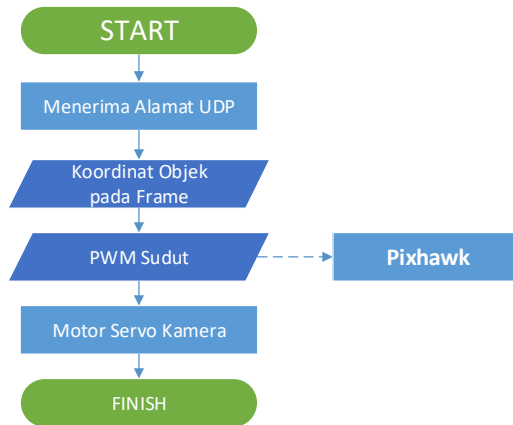 START
Menerima Alamat UDP
Koordinat Objek
pada Frame
PWM Sudut
Pixhawk
Motor Servo Kamera
FINISH